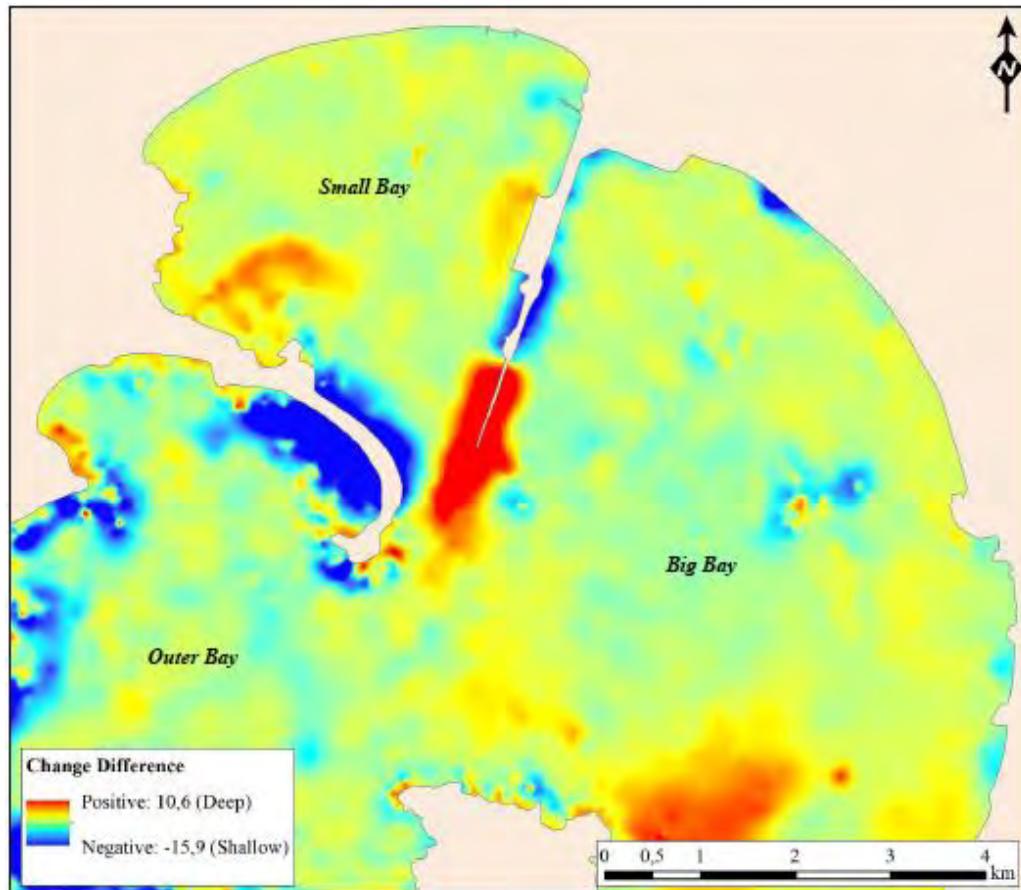 N
Small Bay
Big Bay
Outer Bay
Change Difference
Positive: 10,6 (Deep)
Negative: -15,9 (Shallow)
0 0,5 1 2 3 4
km